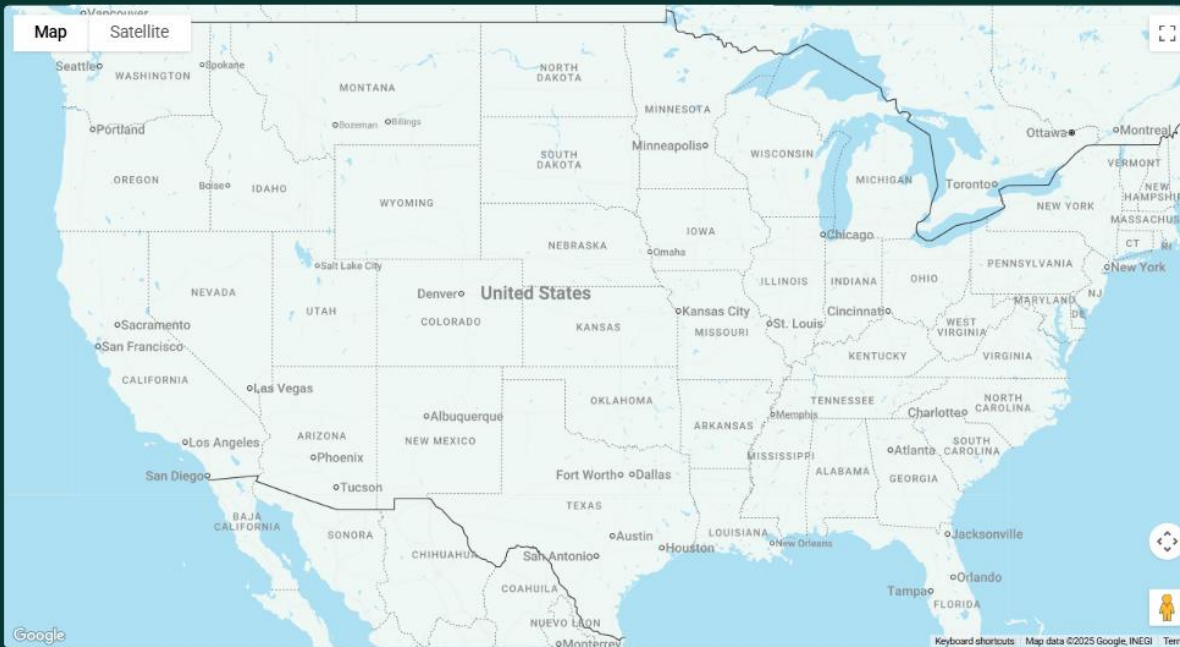 Vancouver
Map
Satellite
Seattle
Spokane
WASHINGTON
MONTANA
NORTH
DAKOTA
MINNESOTA
Portland
Bozeman
Billings
Ottawa
Montreal
Minneapolis
SOUTH
DAKOTA
WISCONSIN
VERMONT
OREGON
Boise
IDAHO
MICHIGAN
Toronto
NEW
HAMPSHIR
WYOMING
NEW YORK
MASSACHUS
IOWA
Chicago
NEBRASKA
Omaha
CT
RI
Salt Lake City
PENNSYLVANIA
New York
NEVADA
Denver
United States
ILLINOIS
INDIANA
OHIO
NJ
MARYLAND
UTAH
COLORADO
Kansas City
Cincinnati
DE
Sacramento
KANSAS
MISSOURI
St. Louis
WEST
VIRGINIA
San Francisco
KENTUCKY
VIRGINIA
CALIFORNIA
Las Vegas
OKLAHOMA
TENNESSEE
NORTH
CAROLINA
Albuquerque
Memphis
Charlotte
ARIZONA
NEW MEXICO
ARKANSAS
Los Angeles
SOUTH
CAROLINA
Phoenix
MISSISSIPPI
Atlanta
San Diego
Fort Worth
Dallas
ALABAMA
GEORGIA
Tucson
TEXAS
BAJA
CALIFORNIA
SONORA
Austin
LOUISIANA
New Orleans
Jacksonville
CHIHUAHUA
San Antonio
Houston
COAHUILA
Orlando
Tampa
FLORIDA
NUEVO LEON
Monterrey
Google
Keyboard shortcuts
Map data ©2025 Google, INEGI
Tern